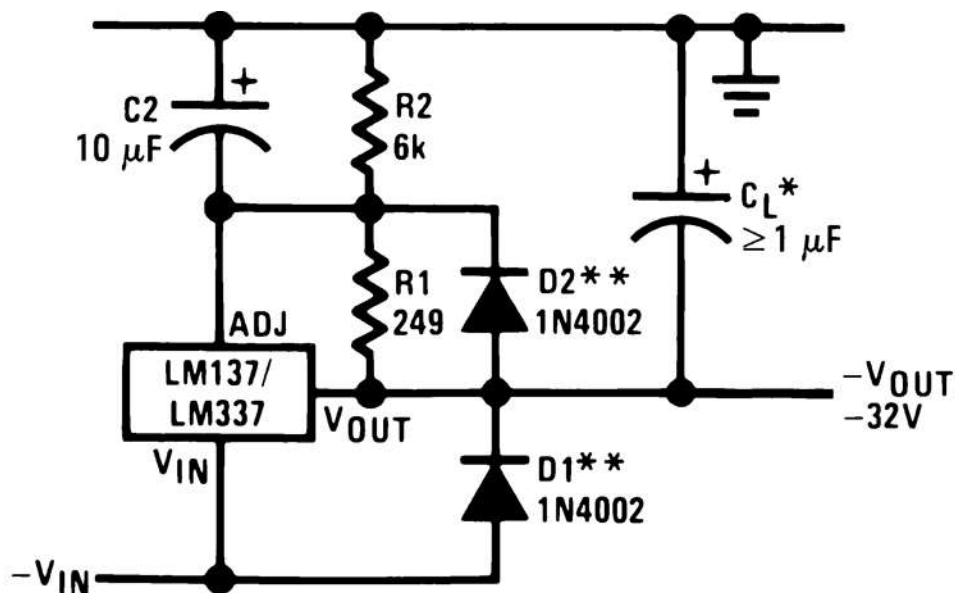 +
C2
10 μF
R2
6k
+
CL*
≥ 1 μF
R1
249
D2**
1N4002
ADJ
LM137/
LM337
VOUT
-VOUT
-32V
VIN
D1**
1N4002
-VIN